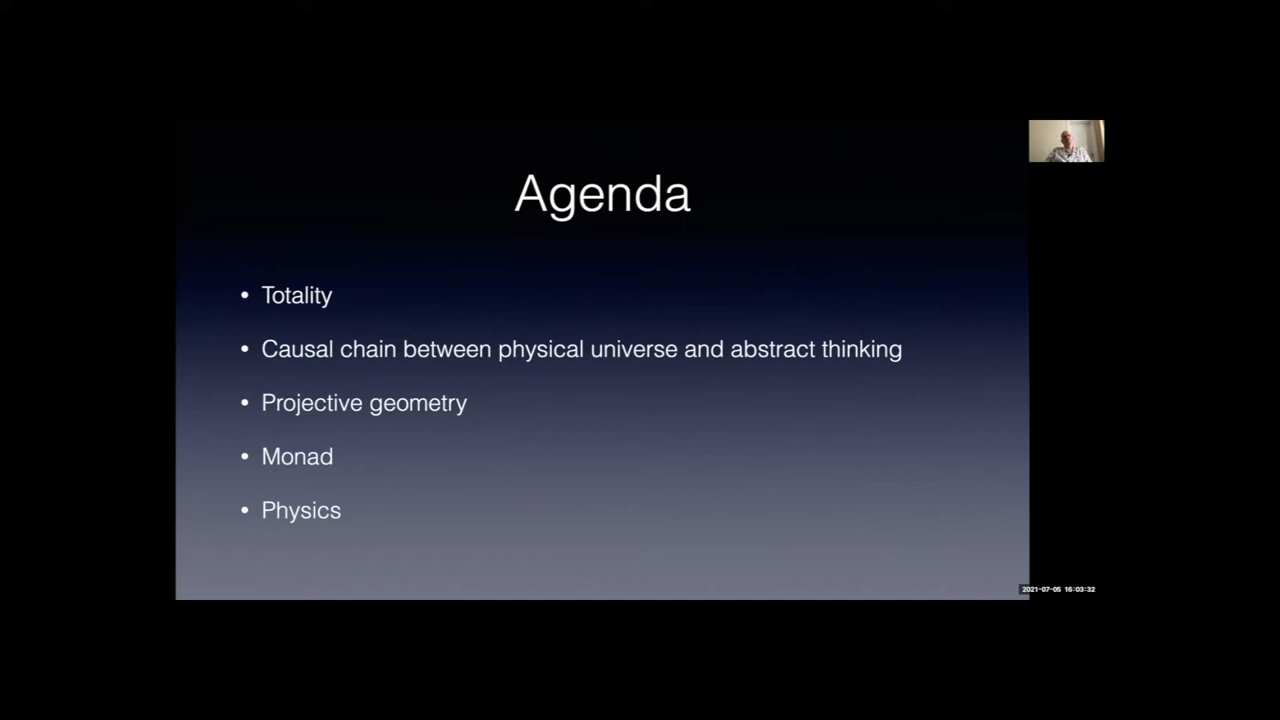 Agenda
• Totality
• Causal chain between physical universe and abstract thinking
• Projective geometry
• Monad
• Physics
2021-07-05 16:03:32